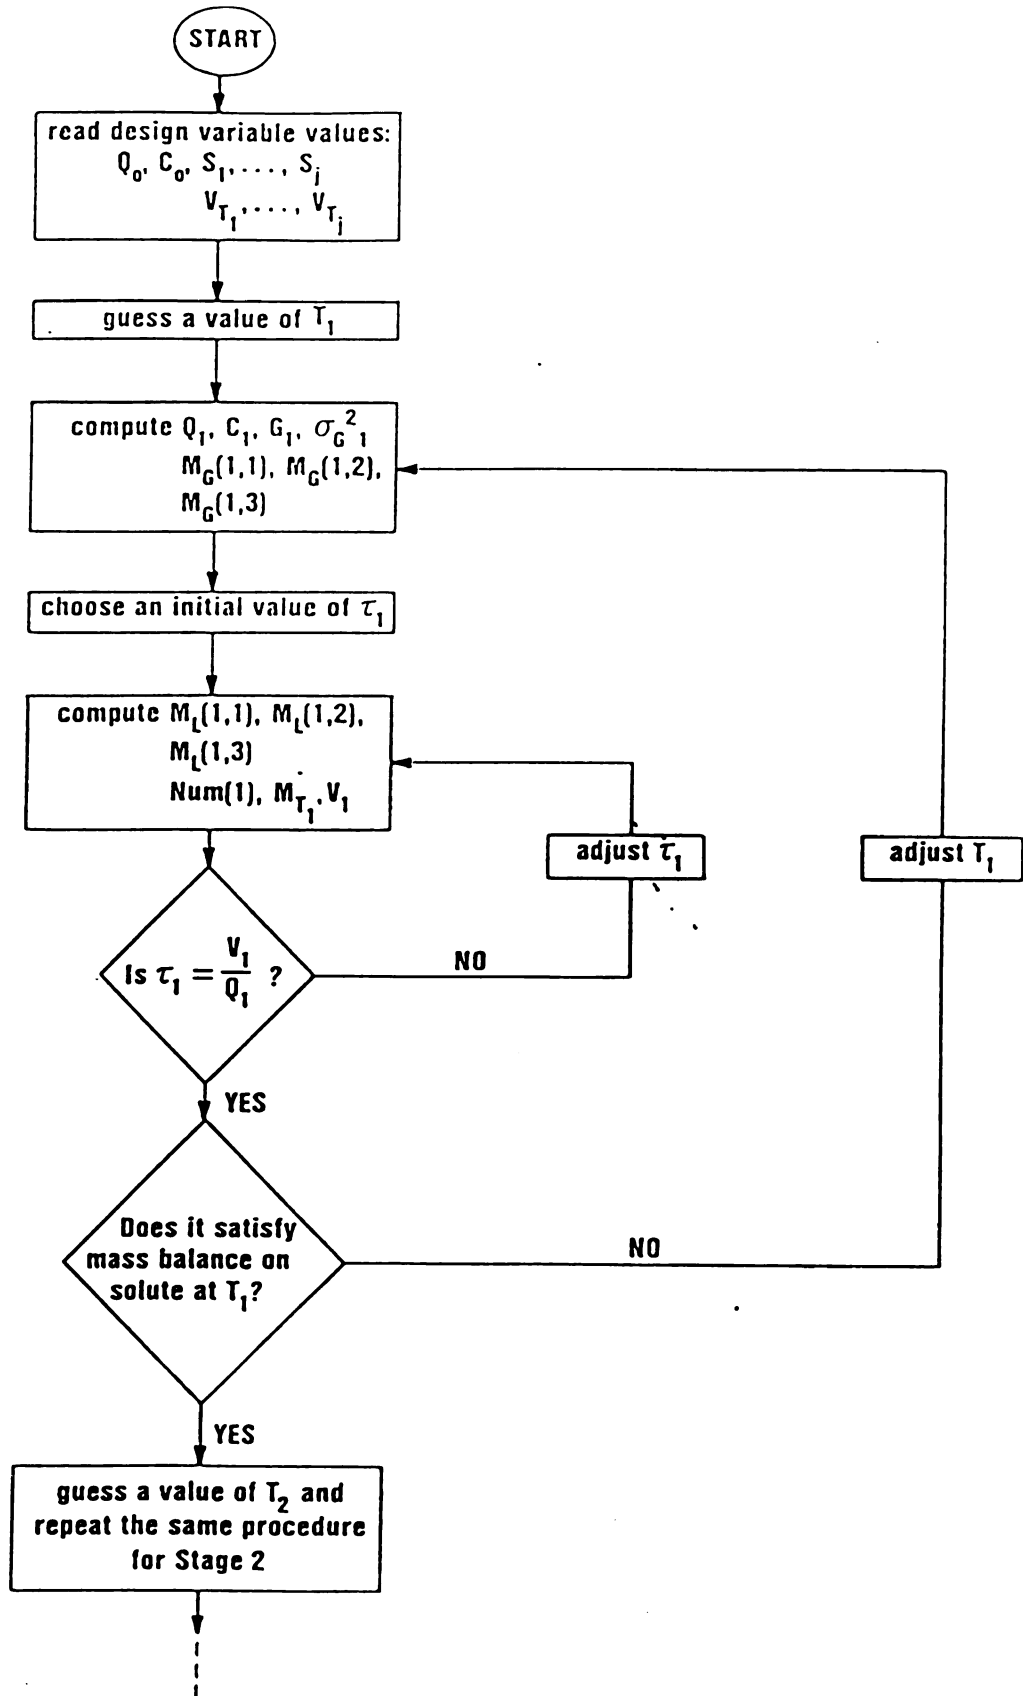 START
read design variable values:
Q₀, C₀, S₁,..., Sⱼ
V_T₁,..., V_Tⱼ
guess a value of T₁
compute Q₁, C₁, G₁, σ_G²₁
M_G(1,1), M_G(1,2),
M_G(1,3)
choose an initial value of τ₁
compute M_L(1,1), M_L(1,2),
M_L(1,3)
Num(1), M_T₁, V₁
adjust τ₁
adjust T₁
Is τ₁ = V₁/Q₁ ?
NO
YES
Does it satisfy
mass balance on
solute at T₁?
NO
YES
guess a value of T₂ and
repeat the same procedure
for Stage 2